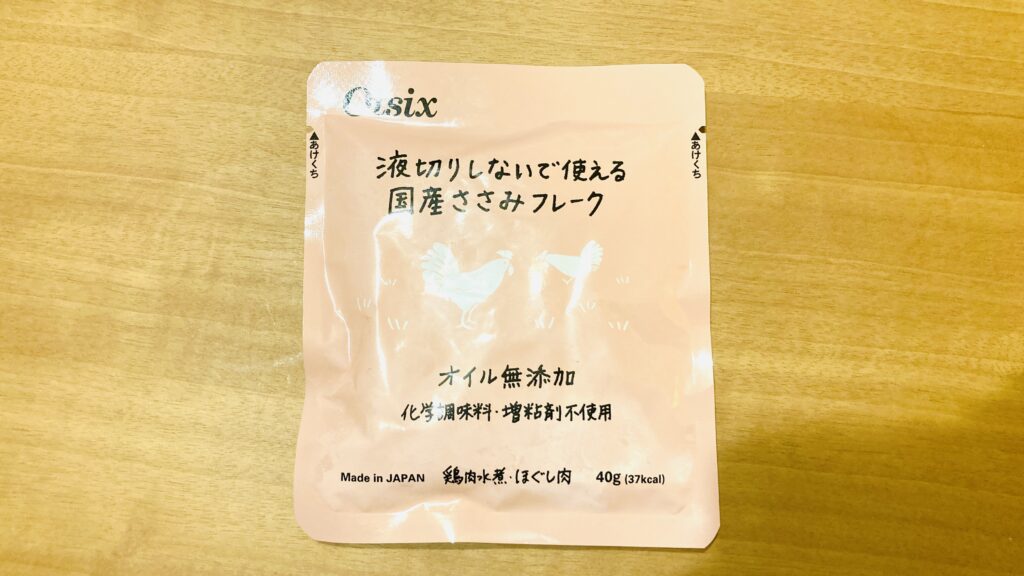 Cosix
▲あけくち
▲あけくち
液切りしないで使える
国産ささみフレーク
オイル無添加
化学調味料・増粘剤不使用
Made in JAPAN 鶏肉水煮・ほぐし肉 40g (37kcal)